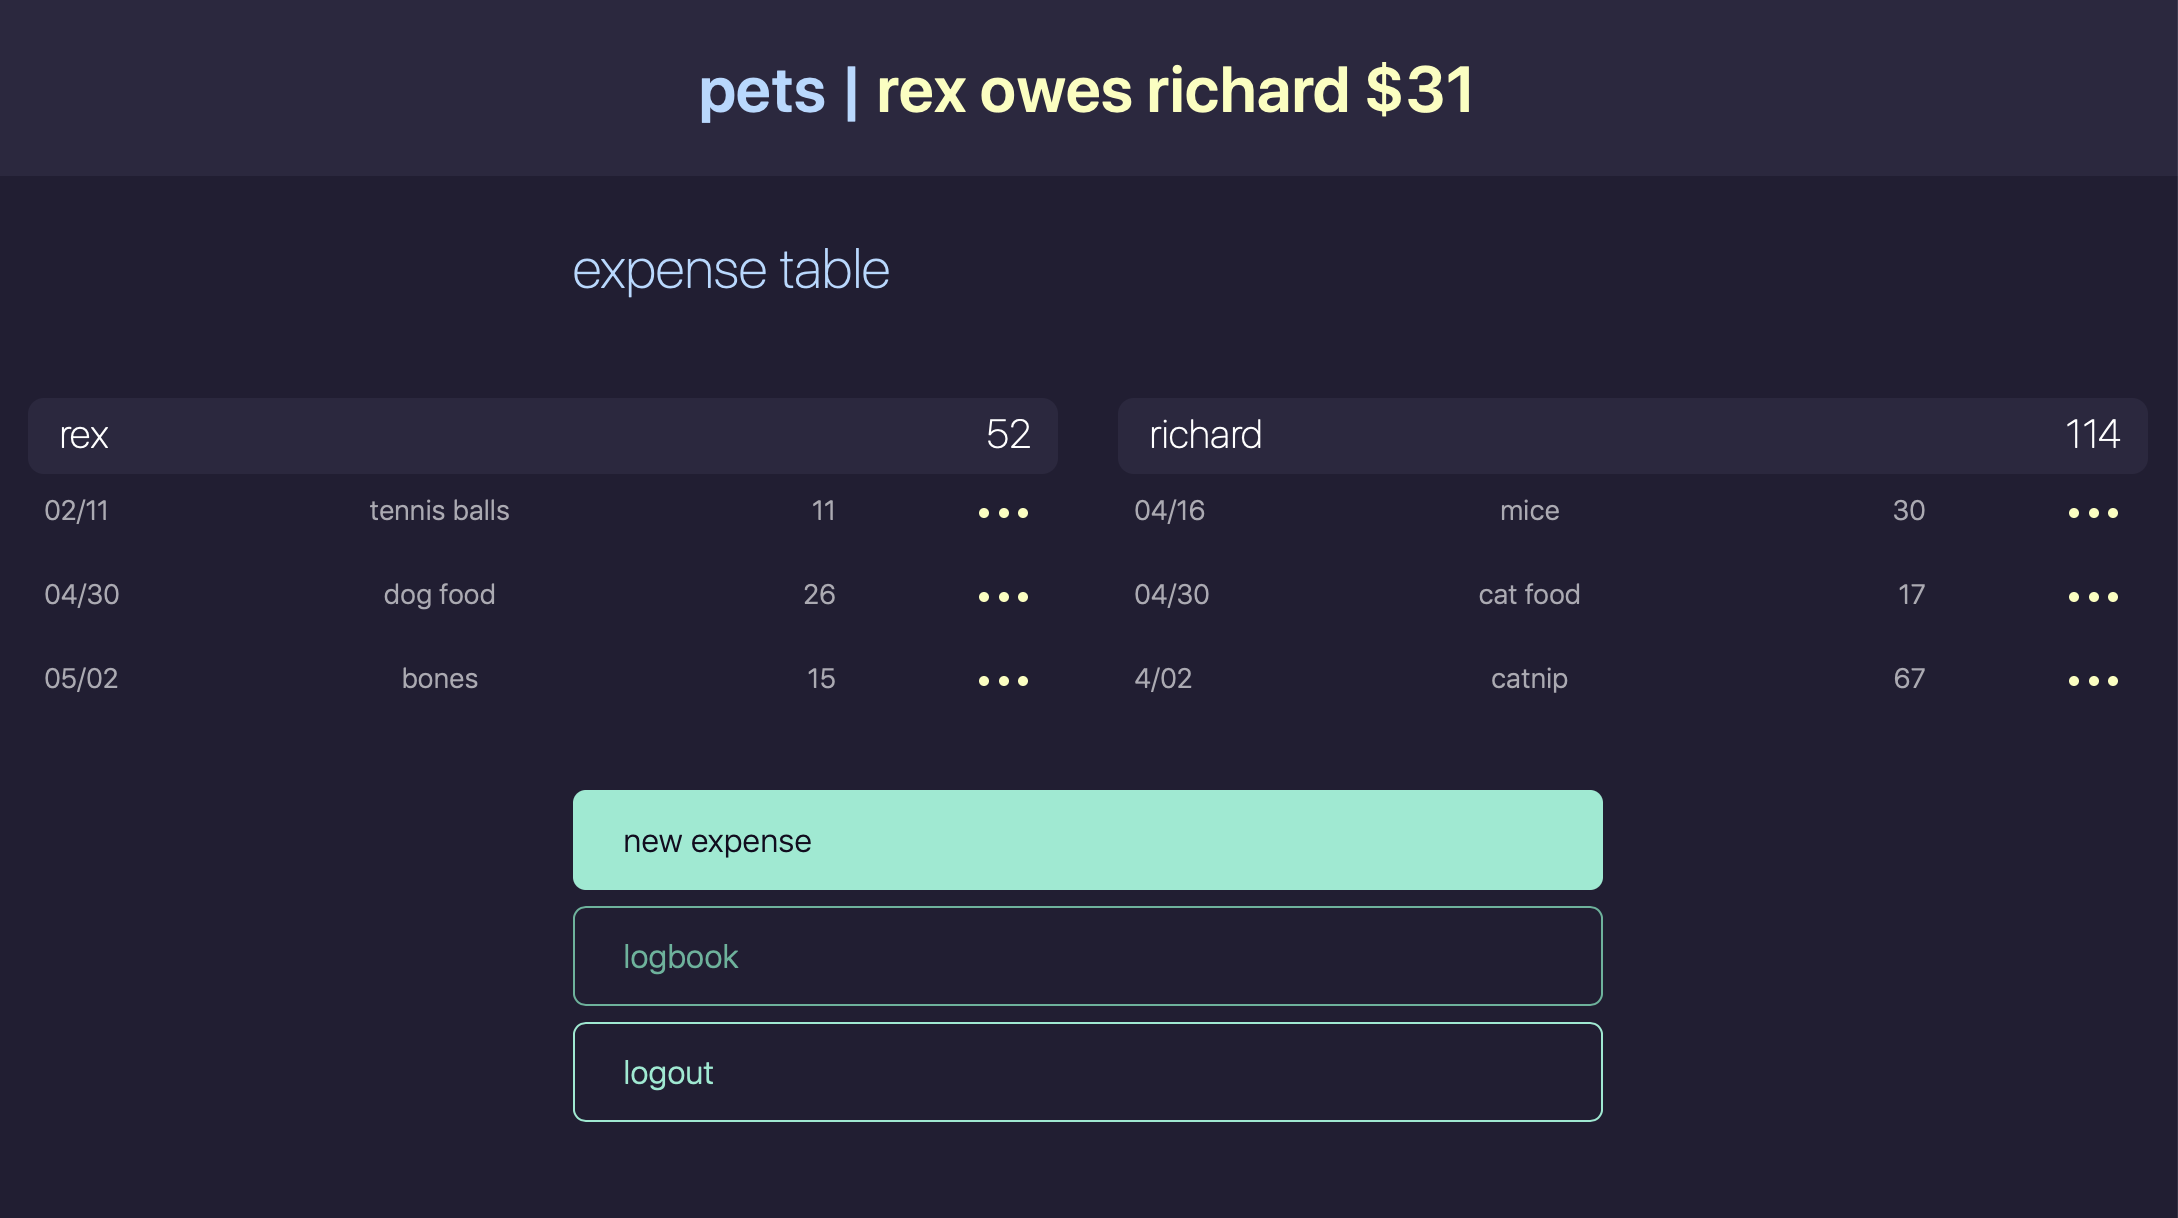 pets | rex owes richard $31
expense table
rex 52
02/11 tennis balls 11
04/30 dog food 26
05/02 bones 15
richard 114
04/16 mice 30
04/30 cat food 17
4/02 catnip 67
new expense
logbook
logout